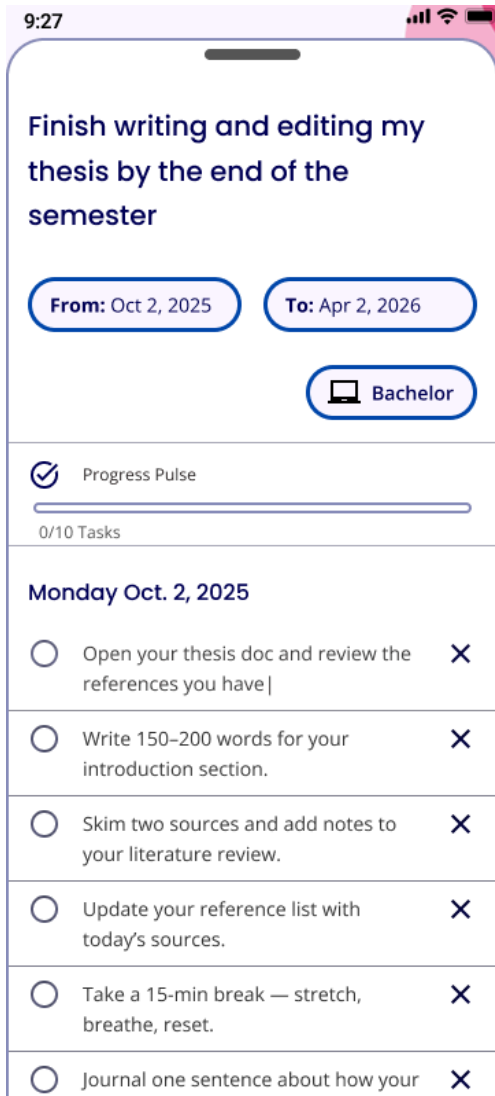 9:27
Finish writing and editing my
thesis by the end of the
semester
From: Oct 2, 2025
To: Apr 2, 2026
Bachelor
Progress Pulse
0/10 Tasks
Monday Oct. 2, 2025
Open your thesis doc and review the
references you have
Write 150–200 words for your
introduction section.
Skim two sources and add notes to
your literature review.
Update your reference list with
today's sources.
Take a 15-min break — stretch,
breathe, reset.
Journal one sentence about how your